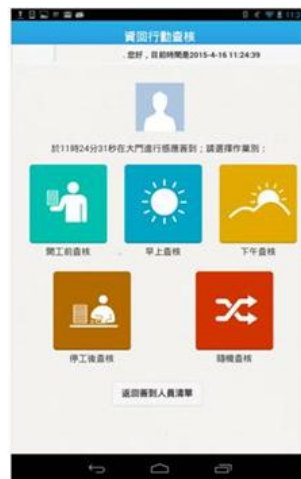 資回行動查核
. 您好，目前時間是2015-4-16 11:24:39
於11時24分31秒在大門進行感應簽到；請選擇作業別：
開工前查核
早上查核
下午查核
停工後查核
隨機查核
返回簽到人員清單